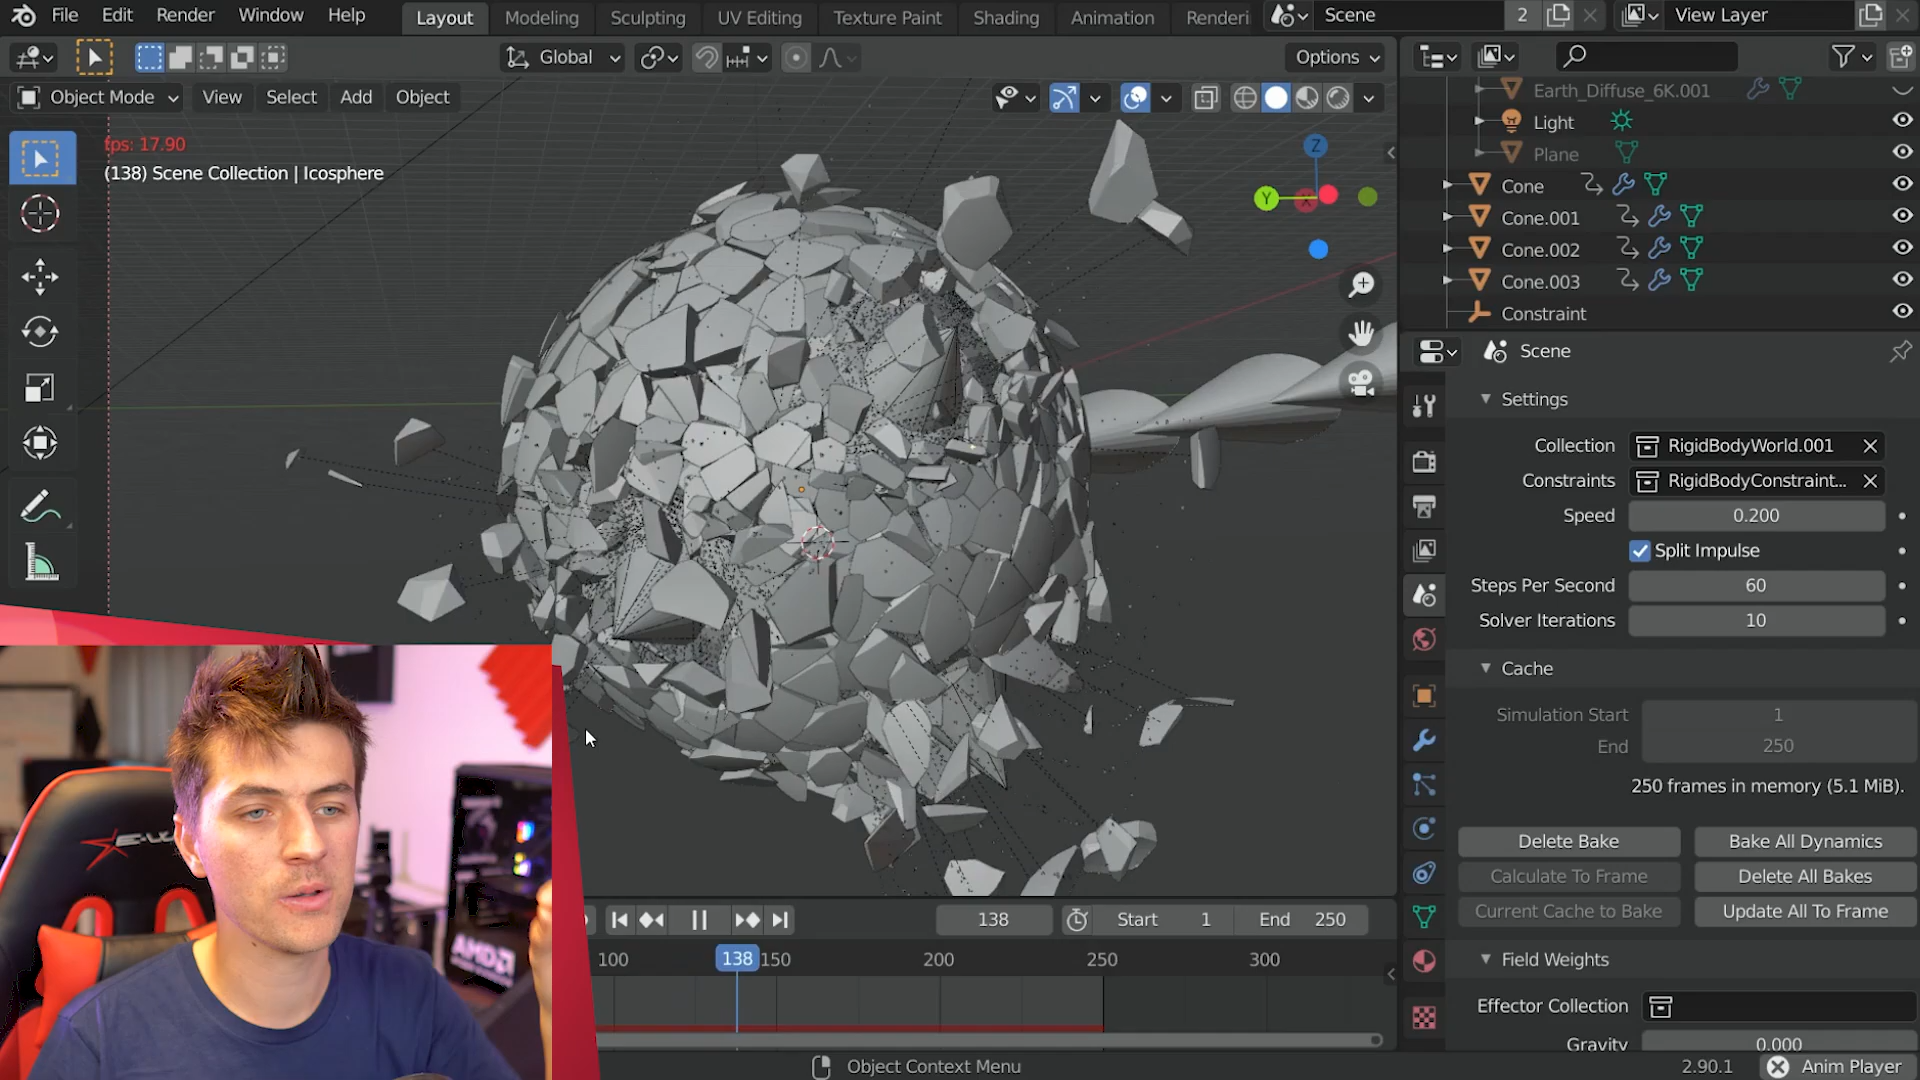 File Edit Render Window Help Layout Modeling Sculpting UV Editing Texture Paint Shading Animation Renderi Scene 2 View Layer
Global Options
Object Mode View Select Add Object
fps: 17.90
(138) Scene Collection | Icosphere
Z
Y
X
Earth_Diffuse_6K.001
Light
Plane
Cone
Cone.001
Cone.002
Cone.003
Constraint
Scene
Settings
Collection RigidBodyWorld.001
Constraints RigidBodyConstraint...
Speed 0.200
Split Impulse
Steps Per Second 60
Solver Iterations 10
Cache
Simulation Start 1
End 250
250 frames in memory (5.1 MiB).
Delete Bake Bake All Dynamics
Calculate To Frame Delete All Bakes
Current Cache to Bake Update All To Frame
Field Weights
Effector Collection
Gravity 0.000
138 Start 1 End 250
100 138 150 200 250 300
AMD
Object Context Menu 2.90.1 Anim Player